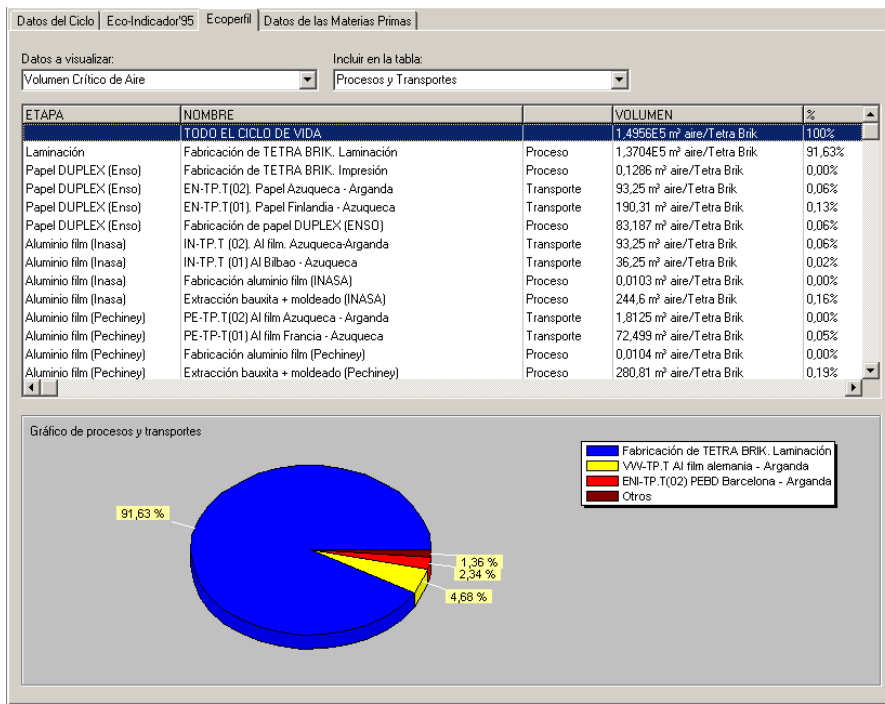 Datos del Ciclo Eco-Indicador'95 Ecoperfil Datos de las Materias Primas
Datos a visualizar: Incluir en la tabla:
Volumen Crítico de Aire Procesos y Transportes
ETAPA NOMBRE VOLUMEN %
TODO EL CICLO DE VIDA 1,4956E5 m³ aire/Tetra Brik 100%
Laminación Fabricación de TETRA BRIK. Laminación Proceso 1,3704E5 m³ aire/Tetra Brik 91,63%
Papel DUPLEX (Enso) Fabricación de TETRA BRIK. Impresión Proceso 0,1286 m³ aire/Tetra Brik 0,00%
Papel DUPLEX (Enso) EN-TP.T(02). Papel Azuqueca - Arganda Transporte 93,25 m³ aire/Tetra Brik 0,06%
Papel DUPLEX (Enso) EN-TP.T(01). Papel Finlandia - Azuqueca Transporte 190,31 m³ aire/Tetra Brik 0,13%
Papel DUPLEX (Enso) Fabricación de papel DUPLEX (ENSO) Proceso 83,187 m³ aire/Tetra Brik 0,06%
Aluminio film (Inasa) IN-TP.T (02). Al film. Azuqueca-Arganda Transporte 93,25 m³ aire/Tetra Brik 0,06%
Aluminio film (Inasa) IN-TP.T (01) Al Bilbao - Azuqueca Transporte 36,25 m³ aire/Tetra Brik 0,02%
Aluminio film (Inasa) Fabricación aluminio film (INASA) Proceso 0,0103 m³ aire/Tetra Brik 0,00%
Aluminio film (Inasa) Extracción bauxita + moldeado (INASA) Proceso 244,6 m³ aire/Tetra Brik 0,16%
Aluminio film (Pechiney) PE-TP.T(02) Al film Azuqueca - Arganda Transporte 1,8125 m³ aire/Tetra Brik 0,00%
Aluminio film (Pechiney) PE-TP-T(01) Al film Francia - Azuqueca Transporte 72,499 m³ aire/Tetra Brik 0,05%
Aluminio film (Pechiney) Fabricación aluminio film (Pechiney) Proceso 0,0104 m³ aire/Tetra Brik 0,00%
Aluminio film (Pechiney) Extracción bauxita + moldeado (Pechiney) Proceso 280,81 m³ aire/Tetra Brik 0,19%
Gráfico de procesos y transportes
Fabricación de TETRA BRIK. Laminación
VW-TP.T Al film alemania - Arganda
ENI-TP.T(02) PEBD Barcelona - Arganda
Otros
91,63 %
1,36 %
2,34 %
4,68 %